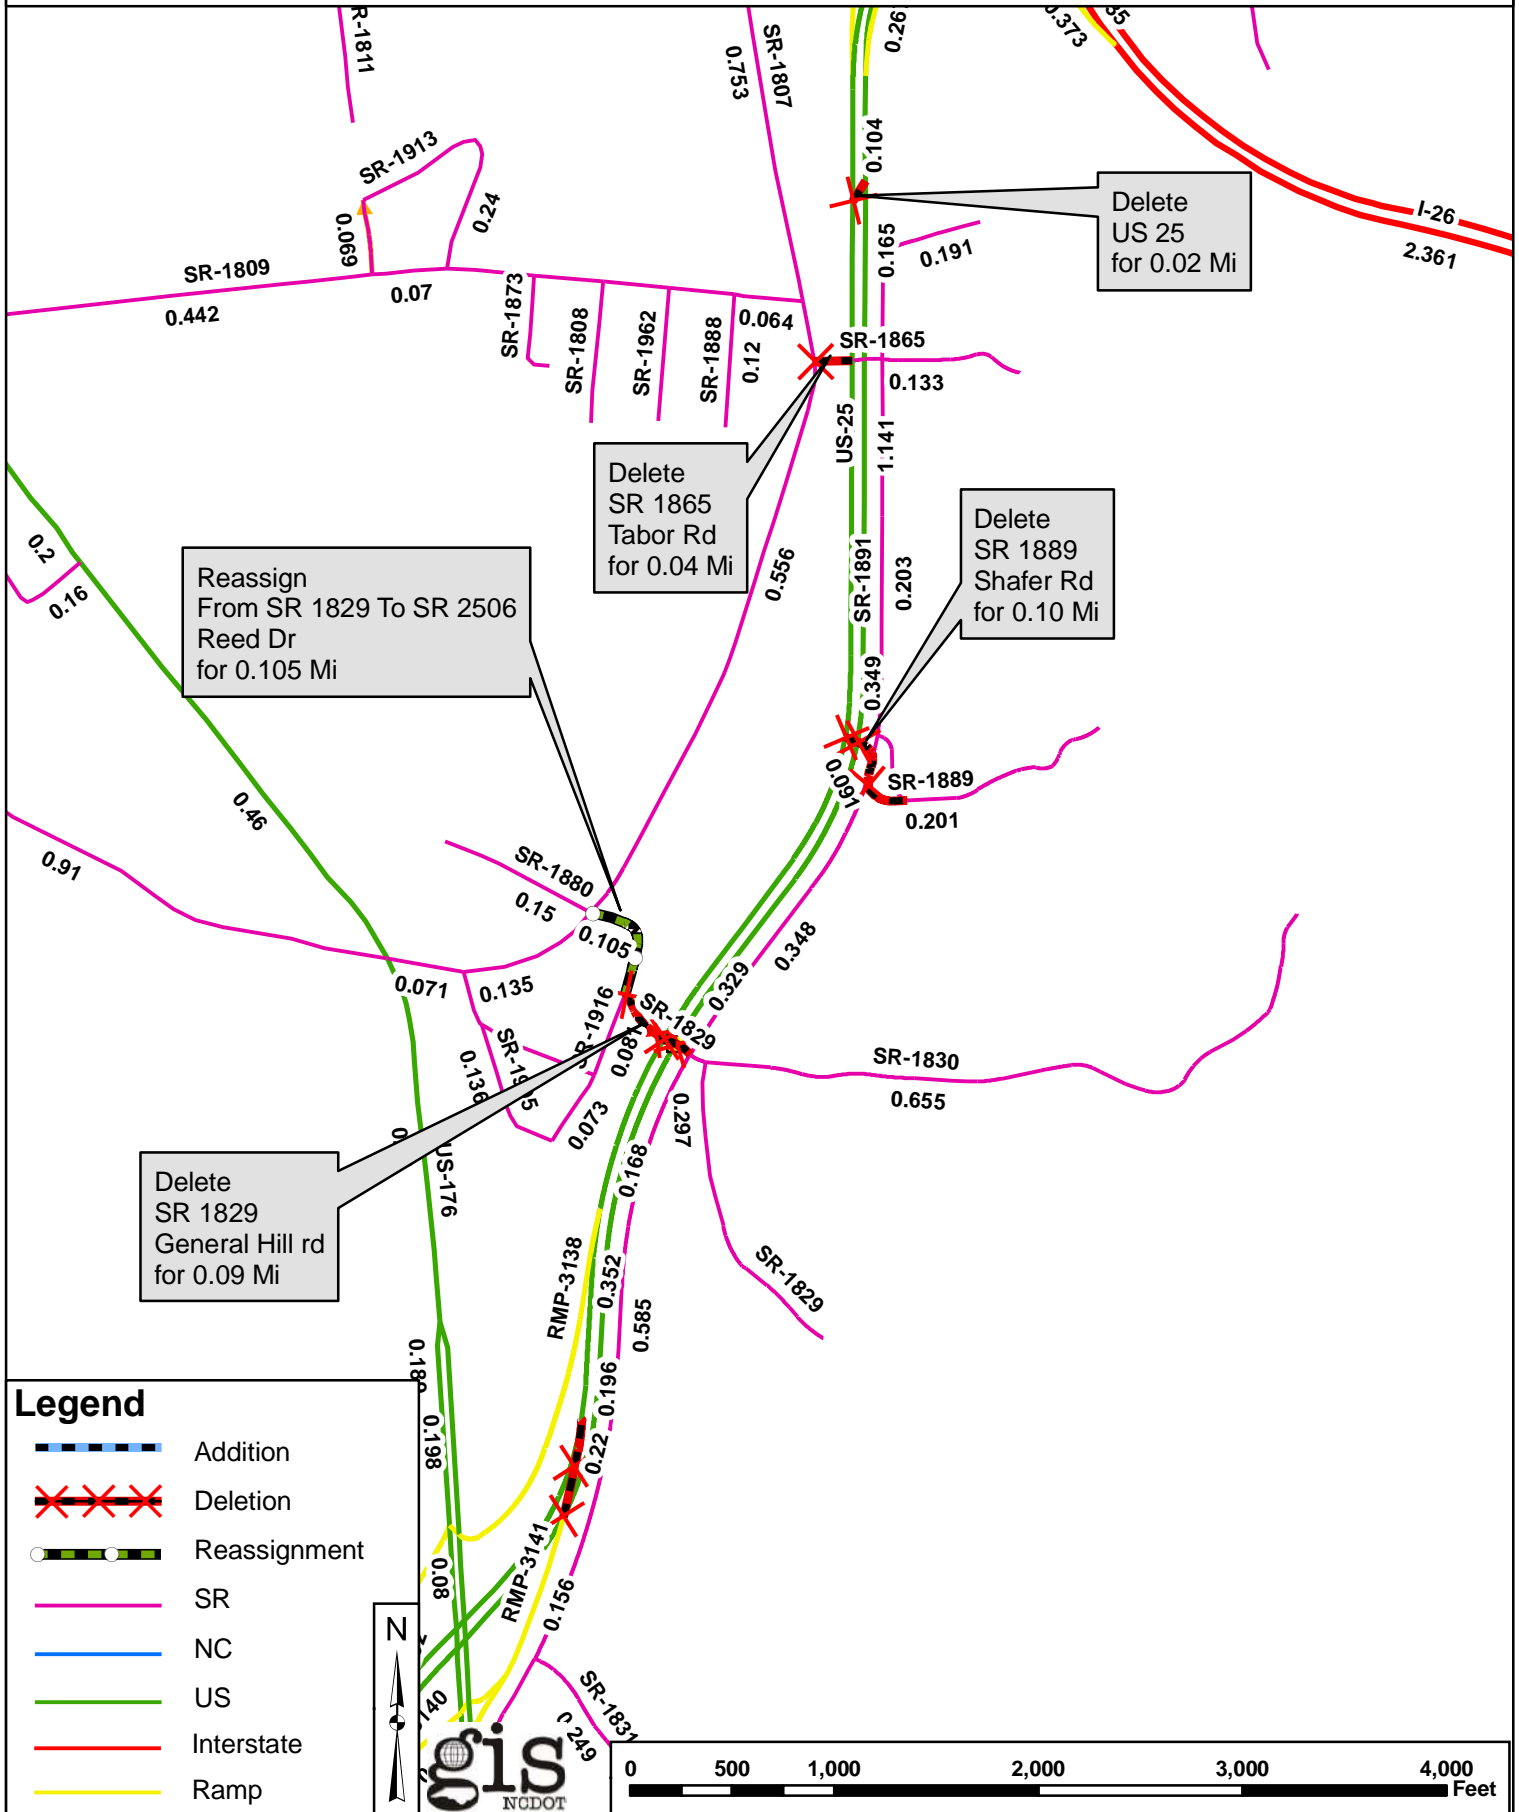 R-1811
SR-1807
0.753
0.26
0.373
35
0.104
SR-1913
0.24
0.069
SR-1809
0.442
0.07
SR-1873
SR-1808
SR-1962
SR-1888
0.064
0.12
Delete
US 25
for 0.02 Mi
I-26
2.361
0.165
0.191
SR-1865
0.133
US-25
1.141
Delete
SR 1865
Tabor Rd
for 0.04 Mi
0.556
Delete
SR 1889
Shafer Rd
for 0.10 Mi
SR-1891
0.203
0.349
0.2
0.16
Reassign
From SR 1829 To SR 2506
Reed Dr
for 0.105 Mi
0.091
SR-1889
0.201
0.46
0.91
SR-1880
0.15
0.105
0.348
0.329
0.071
0.135
SR-1916
SR-1829
0.081
0.136
0.073
SR-1830
0.655
0.297
0.168
US-176
Delete
SR 1829
General Hill rd
for 0.09 Mi
RMP-3138
0.352
0.585
SR-1829
0.196
0.22
0.198
0.08
RMP-3141
0.156
SR-1831
0.249
140
Legend
Addition
Deletion
Reassignment
SR
NC
US
Interstate
Ramp
N
gis
NCDOT
0 500 1,000 2,000 3,000 4,000
Feet